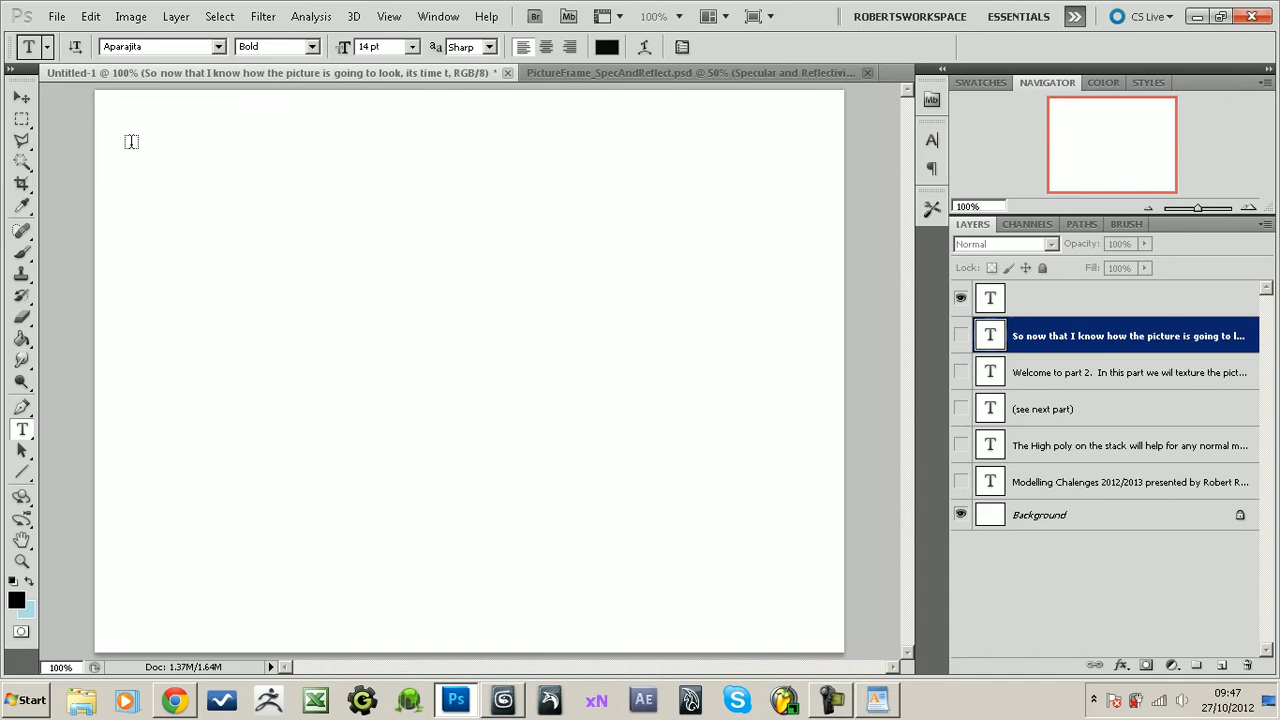 Ps File Edit Image Layer Select Filter Analysis 3D View Window Help Br Mb 100% ROBERTSWORKSPACE ESSENTIALS CS Live
T Aparajita Bold 14 pt Sharp
Untitled-1 @ 100% (So now that I know how the picture is going to look, its time t, RGB/8) * PictureFrame_SpecAndReflect.psd @ 50% (Specular and Reflectivi...
SWATCHES NAVIGATOR COLOR STYLES
Mb
A
100%
LAYERS CHANNELS PATHS BRUSH
Normal Opacity: 100%
Lock: Fill: 100%
T
T So now that I know how the picture is going to l...
T Welcome to part 2. In this part we wil texture the pict...
T (see next part)
T The High poly on the stack will help for any normal m...
T Modelling Chalenges 2012/2013 presented by Robert R...
Background
T
100% Doc: 1.37M/1.64M
Start Ps xN AE
09:47
27/10/2012